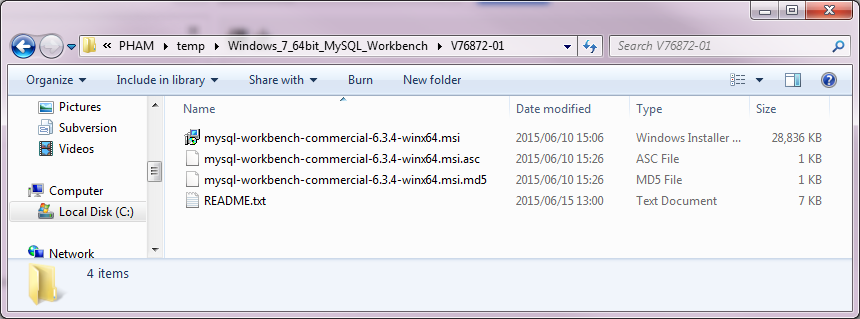 « PHAM ▸ temp ▸ Windows_7_64bit_MySQL_Workbench ▸ V76872-01
Search V76872-01
Organize Include in library Share with Burn New folder
Pictures
Subversion
Videos
Computer
Local Disk (C:)
Network
Name Date modified Type Size
mysql-workbench-commercial-6.3.4-winx64.msi 2015/06/10 15:06 Windows Installer ... 28,836 KB
mysql-workbench-commercial-6.3.4-winx64.msi.asc 2015/06/10 15:26 ASC File 1 KB
mysql-workbench-commercial-6.3.4-winx64.msi.md5 2015/06/10 15:26 MD5 File 1 KB
README.txt 2015/06/15 13:00 Text Document 7 KB
4 items